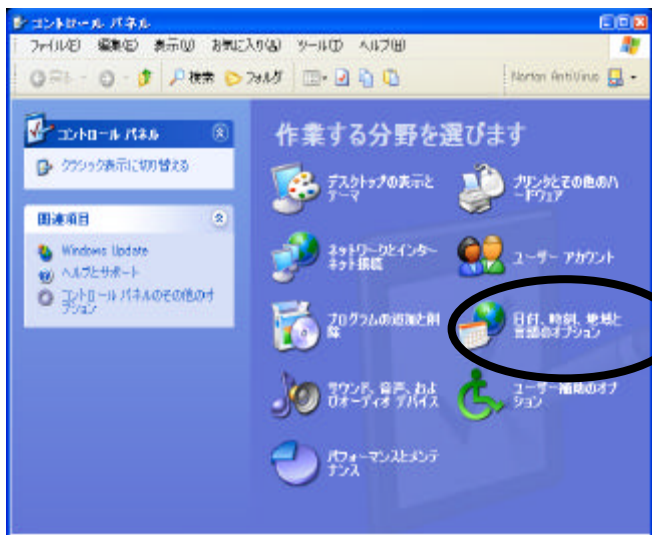 コントロール パネル
ファイル(F) 編集(E) 表示(V) お気に入り(A) ツール(T) ヘルプ(H)
戻る 検索 フォルダ Norton AntiVirus
コントロール パネル
クラシック表示に切り替える
関連項目
Windows Update
ヘルプとサポート
コントロール パネルのその他のオ
プション
作業する分野を選びます
デスクトップの表示と
テーマ
プリンタとその他のハ
ードウェア
ネットワークとインター
ネット接続
ユーザー アカウント
プログラムの追加と削
除
日付、時刻、地域と
言語のオプション
サウンド、音声、およ
びオーディオ デバイス
ユーザー補助のオプ
ション
パフォーマンスとメンテ
ナンス